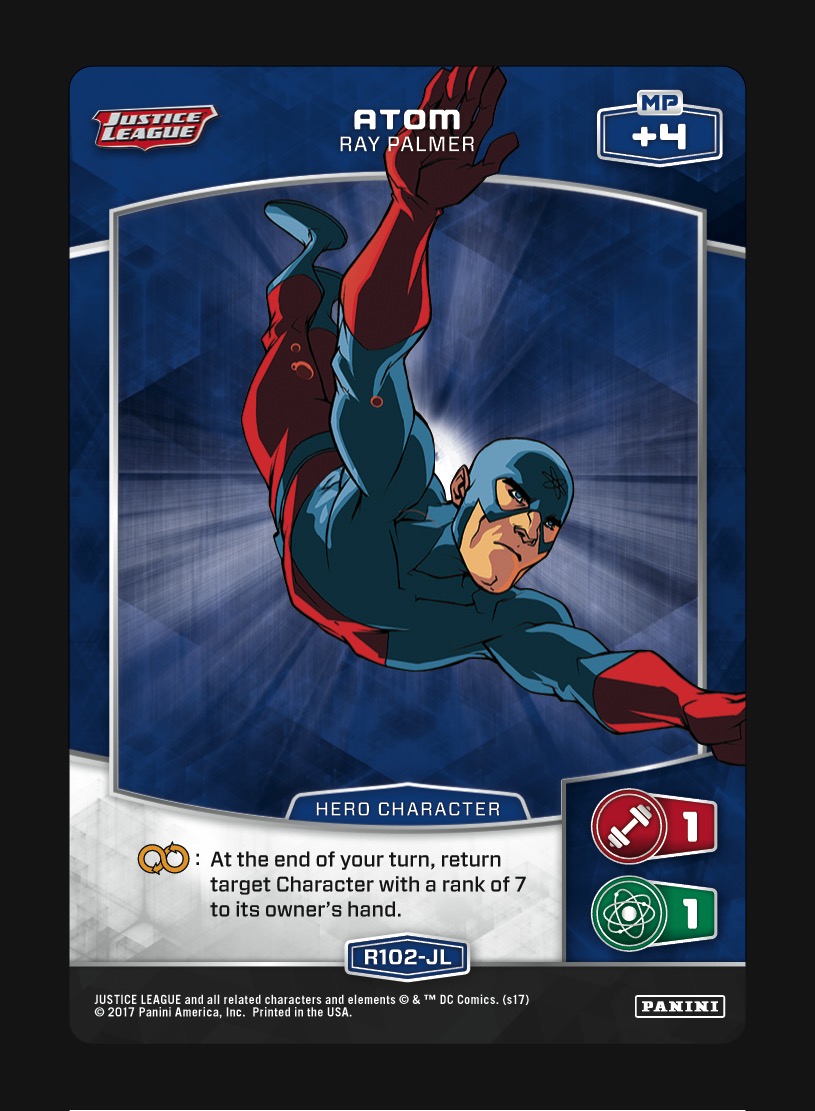 JUSTICE
LEAGUE
ATOM
RAY PALMER
MP
+4
HERO CHARACTER
: At the end of your turn, return
target Character with a rank of 7
to its owner's hand.
1
1
R102-JL
JUSTICE LEAGUE and all related characters and elements © & ™ DC Comics. (s17)
© 2017 Panini America, Inc. Printed in the USA.
PANINI